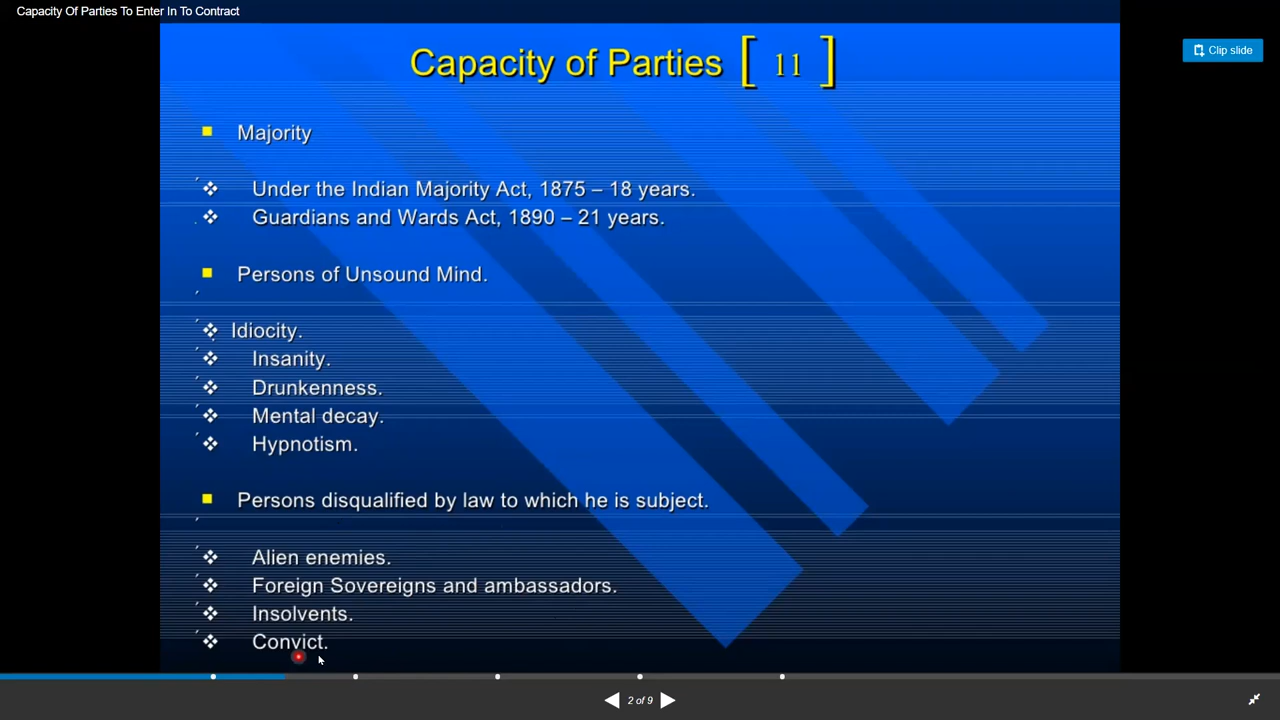 Capacity Of Parties To Enter In To Contract
Clip slide
Capacity of Parties [ 11 ]
Majority
Under the Indian Majority Act, 1875 – 18 years.
Guardians and Wards Act, 1890 – 21 years.
Persons of Unsound Mind.
Idiocity.
Insanity.
Drunkenness.
Mental decay.
Hypnotism.
Persons disqualified by law to which he is subject.
Alien enemies.
Foreign Sovereigns and ambassadors.
Insolvents.
Convict.
2 of 9